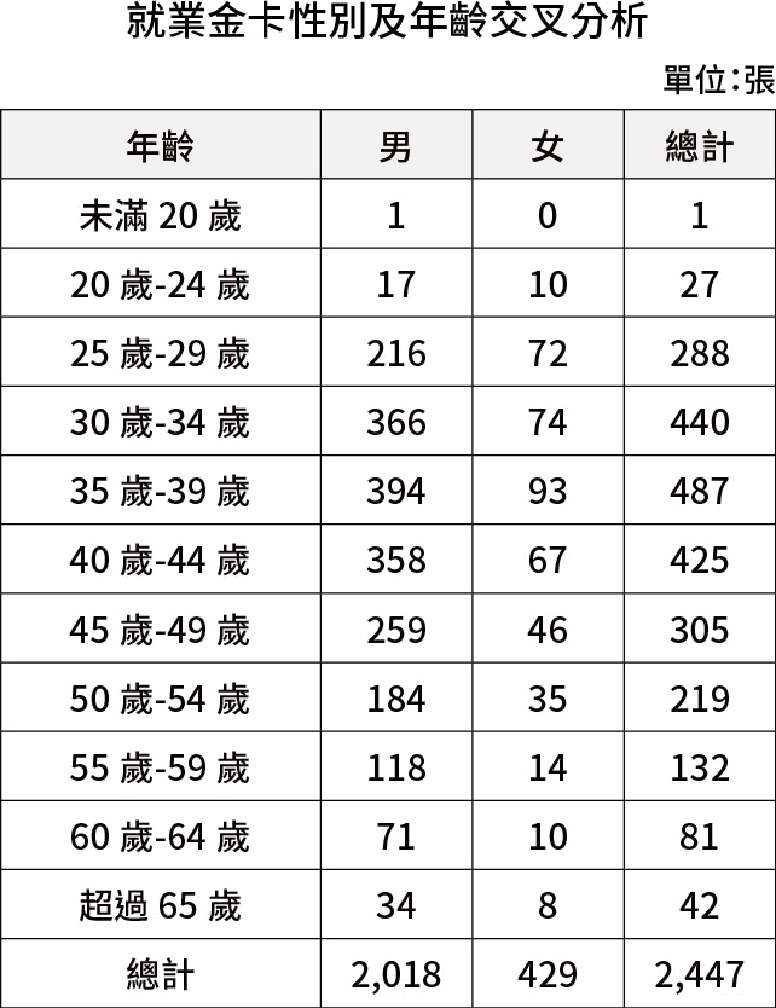 就業金卡性別及年齡交叉分析
單位：張
年齡 男 女 總計
未滿 20 歲 1 0 1
20 歲-24 歲 17 10 27
25 歲-29 歲 216 72 288
30 歲-34 歲 366 74 440
35 歲-39 歲 394 93 487
40 歲-44 歲 358 67 425
45 歲-49 歲 259 46 305
50 歲-54 歲 184 35 219
55 歲-59 歲 118 14 132
60 歲-64 歲 71 10 81
超過 65 歲 34 8 42
總計 2,018 429 2,447